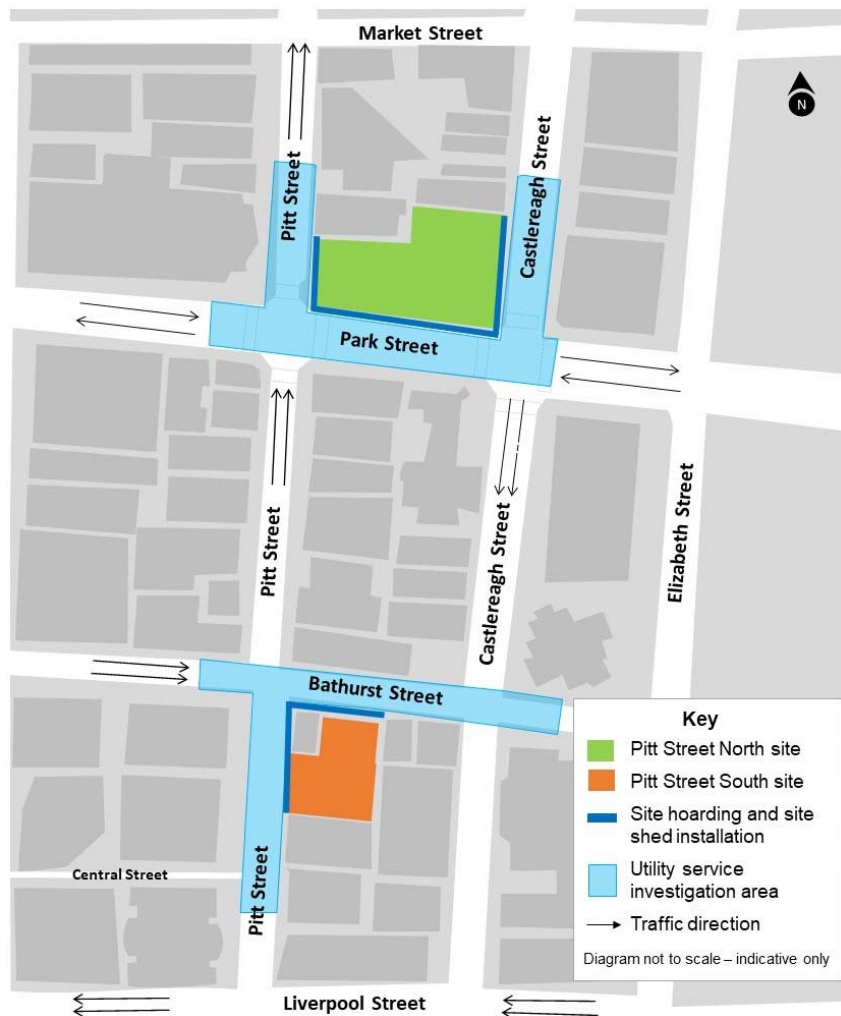 Market Street
N
Pitt Street
Castlereagh Street
Park Street
Pitt Street
Castlereagh Street
Elizabeth Street
Bathurst Street
Central Street
Pitt Street
Liverpool Street
Key
Pitt Street North site
Pitt Street South site
Site hoarding and site
shed installation
Utility service
investigation area
Traffic direction
Diagram not to scale – indicative only